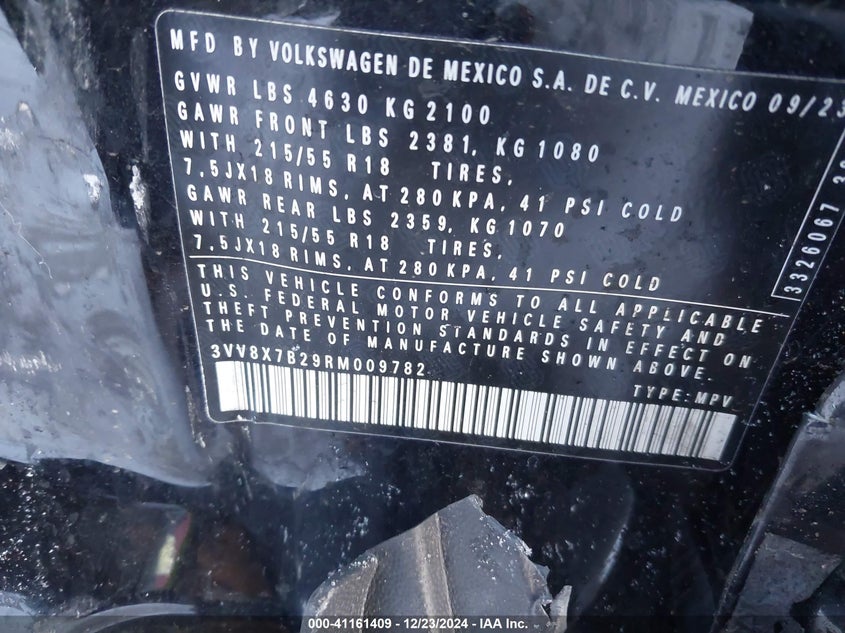 MFD BY VOLKSWAGEN DE MEXICO S.A. DE C.V. MEXICO 09/23
GVWR LBS 4630 KG 2100
GAWR FRONT LBS 2381, KG 1080
WITH 215/55 R18 TIRES,
7,5JX18 RIMS, AT 280 KPA, 41 PSI COLD
GAWR REAR LBS 2359, KG 1070
WITH 215/55 R18 TIRES,
7,5JX18 RIMS, AT 280 KPA, 41 PSI COLD
THIS VEHICLE CONFORMS TO ALL APPLICABLE
U.S. FEDERAL MOTOR VEHICLE SAFETY AND
THEFT PREVENTION STANDARDS IN EFFECT ON
THE DATE OF MANUFACTURE SHOWN ABOVE.
3VV8X7B29RM009782
TYPE: MPV
3326067
000-41161409 - 12/23/2024 - IAA Inc.